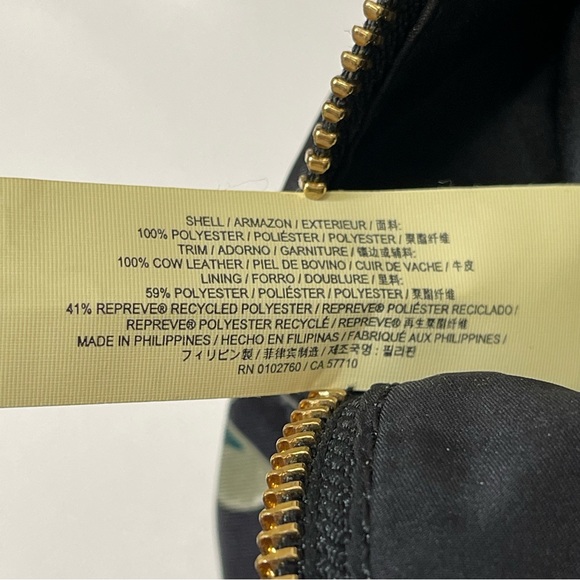 SHELL / ARMAZON / EXTERIEUR / 面料:
100% POLYESTER / POLIÉSTER / POLYESTER / 聚酯纤维
TRIM / ADORNO / GARNITURE / 镶边或辅料:
100% COW LEATHER / PIEL DE BOVINO / CUIR DE VACHE / 牛皮
LINING / FORRO / DOUBLURE / 里料:
59% POLYESTER / POLIÉSTER / POLYESTER / 聚酯纤维
41% REPREVE® RECYCLED POLYESTER / REPREVE® POLIÉSTER RECICLADO /
REPREVE® POLYESTER RECYCLÉ / REPREVE® 再生聚酯纤维
MADE IN PHILIPPINES / HECHO EN FILIPINAS / FABRIQUÉ AUX PHILIPPINES /
フィリピン製 / 菲律宾制造 / 제조국명 : 필리핀
RN 0102760 / CA 57710